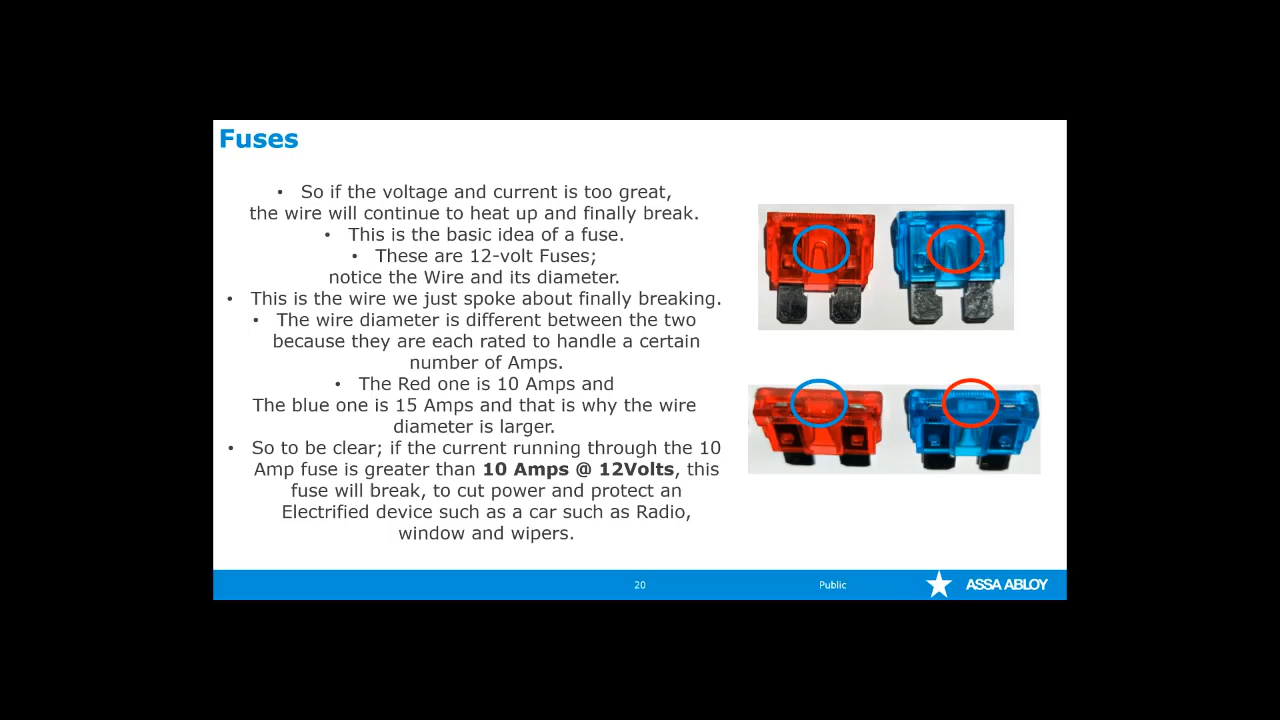 Fuses
• So if the voltage and current is too great,
the wire will continue to heat up and finally break.
• This is the basic idea of a fuse.
• These are 12-volt Fuses;
notice the Wire and its diameter.
• This is the wire we just spoke about finally breaking.
• The wire diameter is different between the two
because they are each rated to handle a certain
number of Amps.
• The Red one is 10 Amps and
The blue one is 15 Amps and that is why the wire
diameter is larger.
• So to be clear; if the current running through the 10
Amp fuse is greater than 10 Amps @ 12Volts, this
fuse will break, to cut power and protect an
Electrified device such as a car such as Radio,
window and wipers.
20
Public
ASSA ABLOY